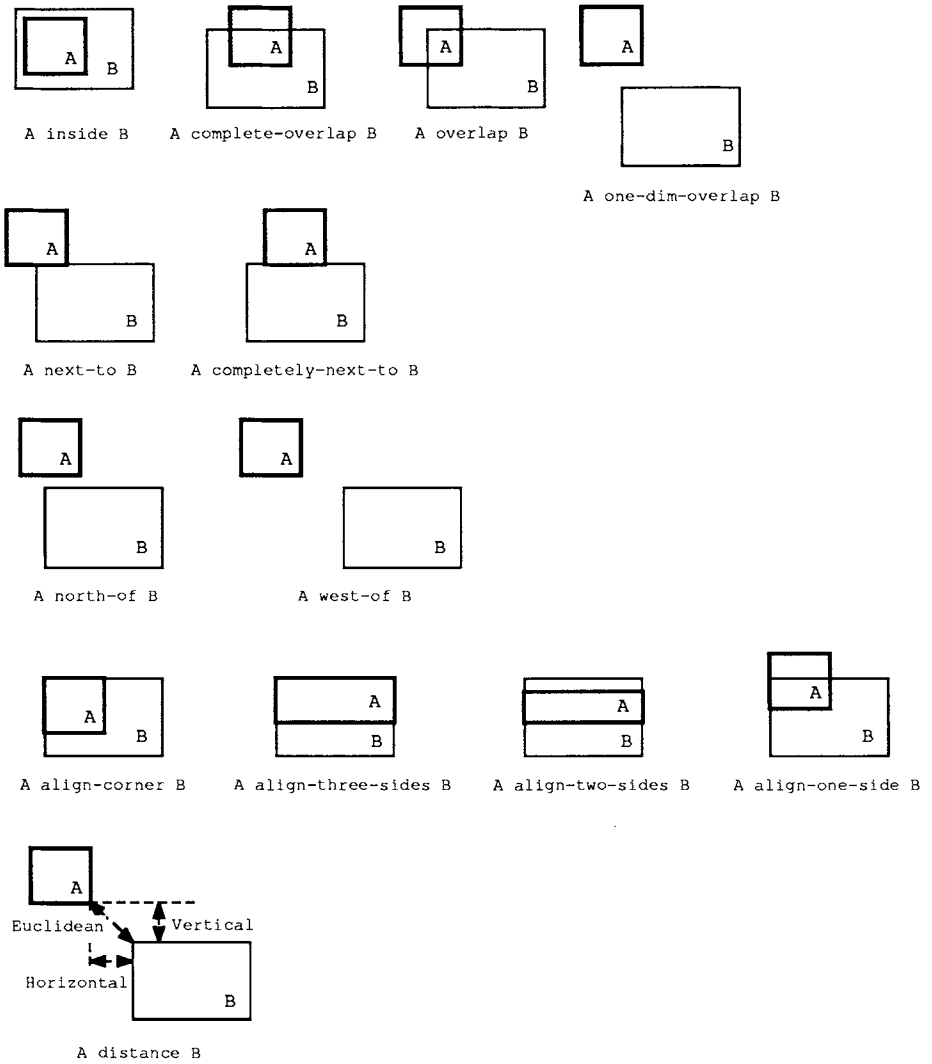 A B
A inside B
A B
A complete-overlap B
A B
A overlap B
A
B
A one-dim-overlap B
A
B
A next-to B
A
B
A completely-next-to B
A
B
A north-of B
A
B
A west-of B
A
B
A align-corner B
A
B
A align-three-sides B
A
B
A align-two-sides B
A
B
A align-one-side B
A
Euclidean
Vertical
Horizontal
B
A distance B